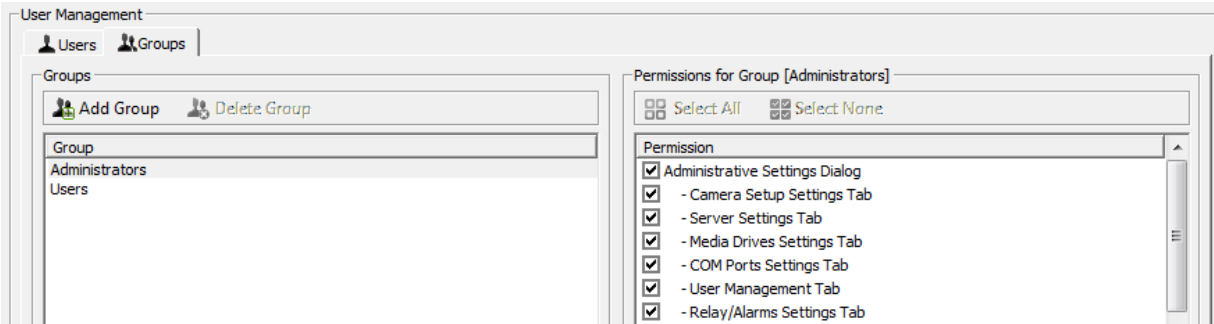 User Management
Users Groups
Groups
Add Group Delete Group
Group
Administrators
Users
Permissions for Group [Administrators]
Select All Select None
Permission
Administrative Settings Dialog
- Camera Setup Settings Tab
- Server Settings Tab
- Media Drives Settings Tab
- COM Ports Settings Tab
- User Management Tab
- Relay/Alarms Settings Tab